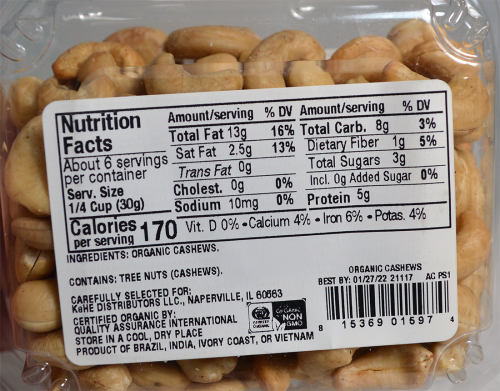 Nutrition
Facts
About 6 servings
per container
Serv. Size
1/4 Cup (30g)
Calories 170
per serving
Amount/serving % DV
Total Fat 13g 16%
Sat Fat 2.5g 13%
Trans Fat 0g
Cholest. 0g 0%
Sodium 10mg 0%
Amount/serving % DV
Total Carb. 8g 3%
Dietary Fiber 1g 5%
Total Sugars 3g
Incl. 0g Added Sugar 0%
Protein 5g
Vit. D 0% • Calcium 4% • Iron 6% • Potas. 4%
INGREDIENTS: ORGANIC CASHEWS.
CONTAINS: TREE NUTS (CASHEWS).
CAREFULLY SELECTED FOR:
KeHE DISTRIBUTORS LLC., NAPERVILLE, IL 60563
CERTIFIED ORGANIC BY:
QUALITY ASSURANCE INTERNATIONAL
STORE IN A COOL, DRY PLACE
PRODUCT OF BRAZIL, INDIA, IVORY COAST, OR VIETNAM
NON
GMO
ORGANIC CASHEWS
BEST BY: 01/27/22 21117 AC PS1
8 15369 01597 4